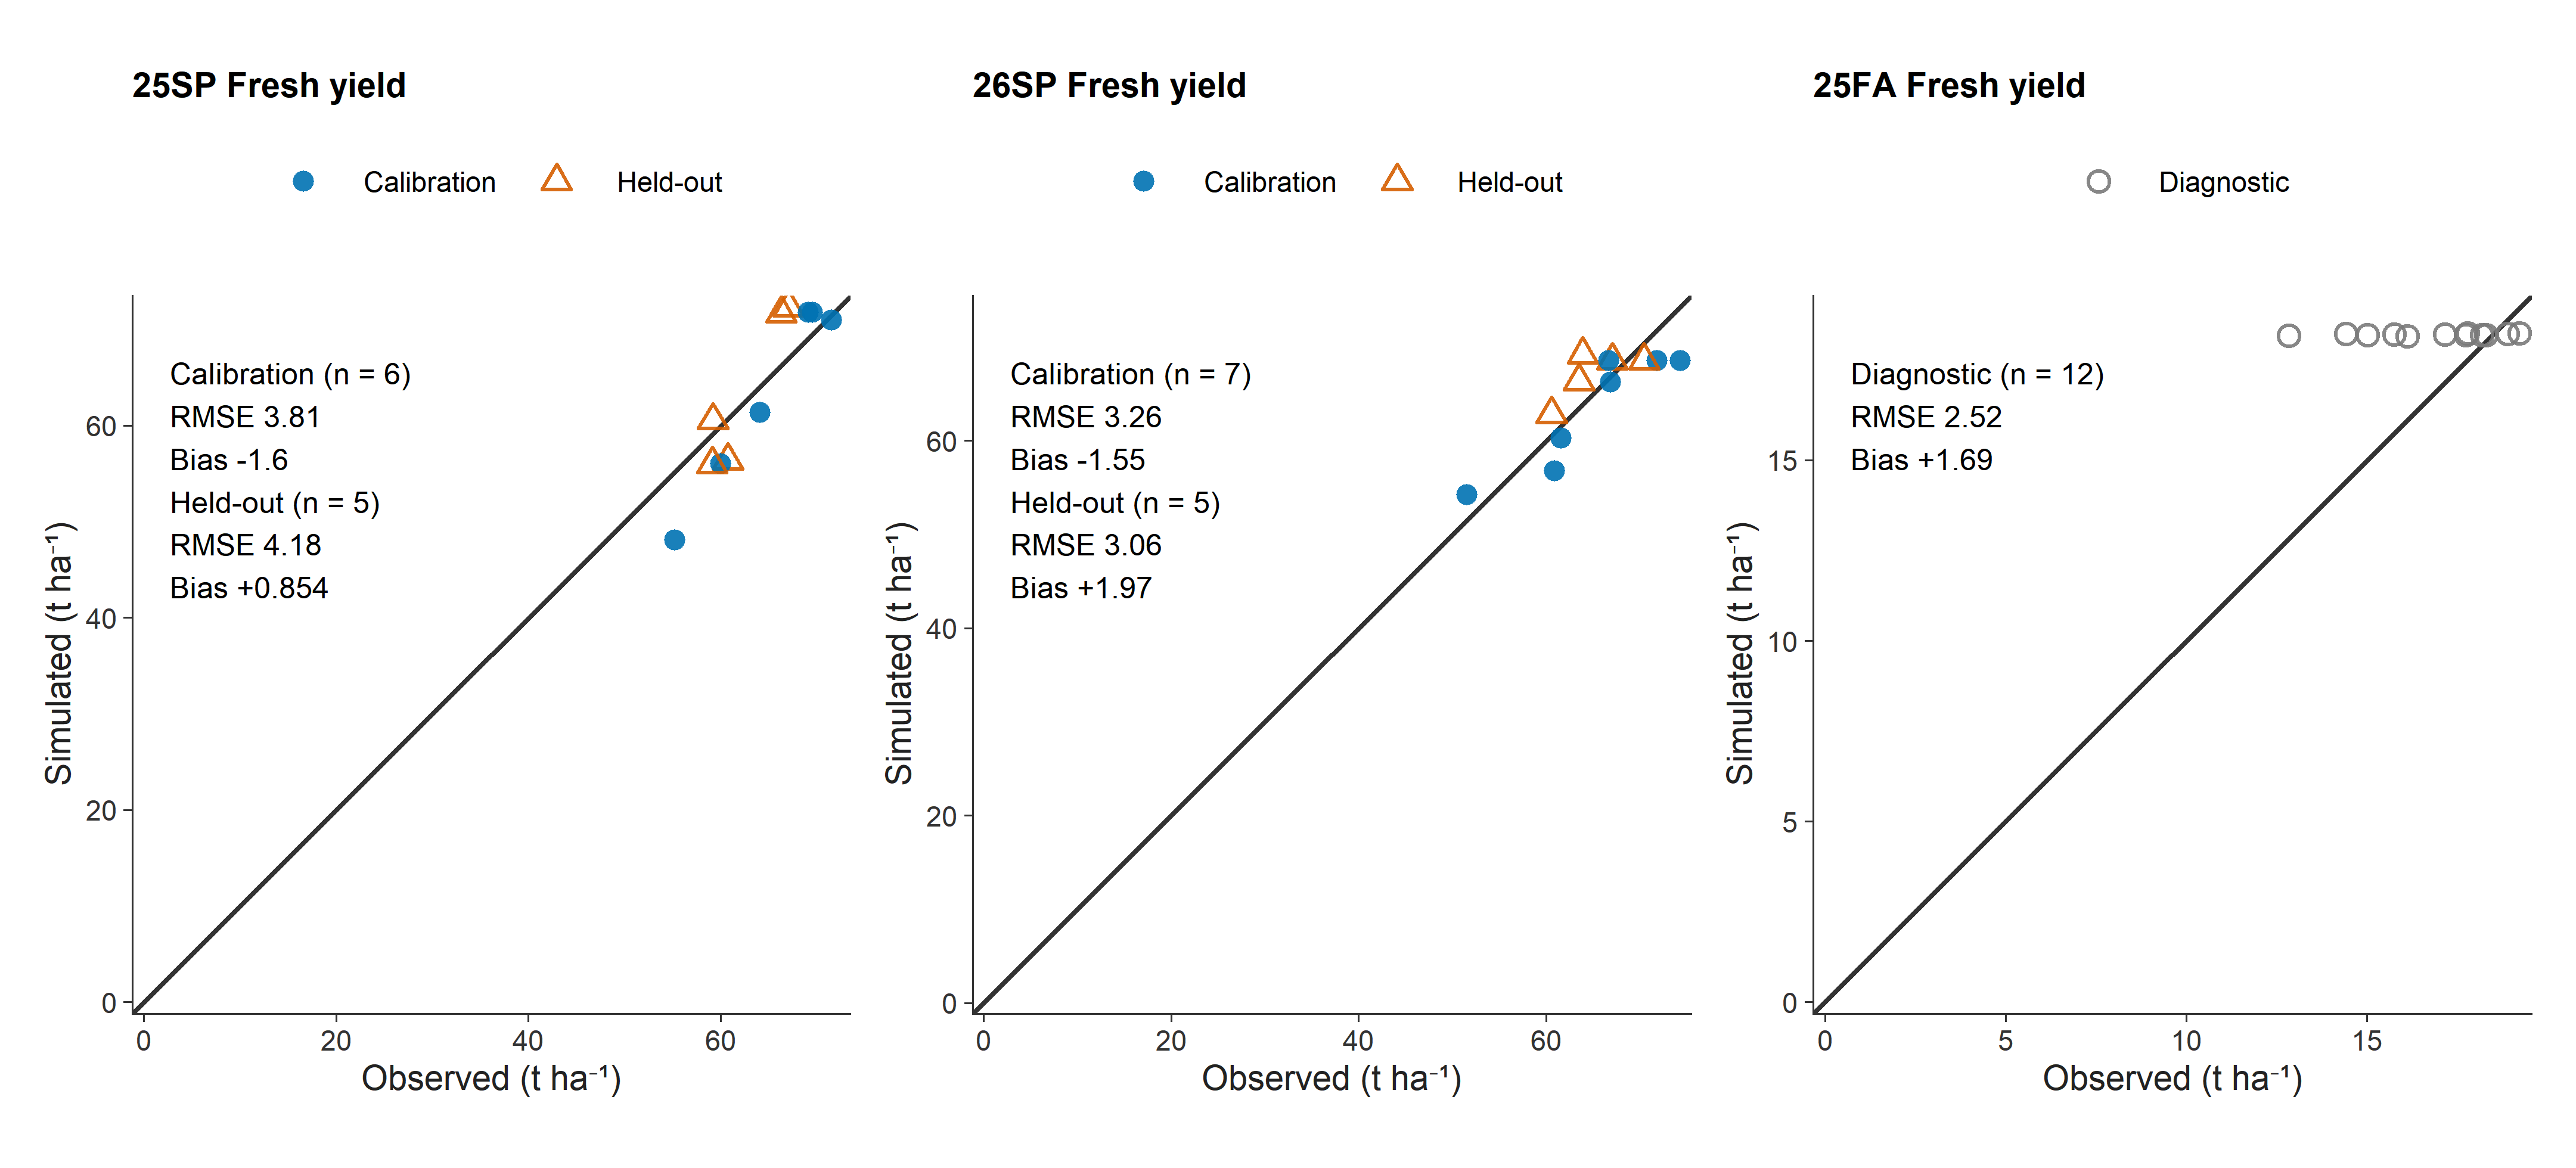 25SP Fresh yield
Calibration
Held-out
Calibration (n = 6)
RMSE 3.81
Bias -1.6
Held-out (n = 5)
RMSE 4.18
Bias +0.854
Simulated (t ha⁻¹)
60
40
20
0
0 20 40 60
Observed (t ha⁻¹)
26SP Fresh yield
Calibration
Held-out
Calibration (n = 7)
RMSE 3.26
Bias -1.55
Held-out (n = 5)
RMSE 3.06
Bias +1.97
Simulated (t ha⁻¹)
60
40
20
0
0 20 40 60
Observed (t ha⁻¹)
25FA Fresh yield
Diagnostic
Diagnostic (n = 12)
RMSE 2.52
Bias +1.69
Simulated (t ha⁻¹)
15
10
5
0
0 5 10 15
Observed (t ha⁻¹)